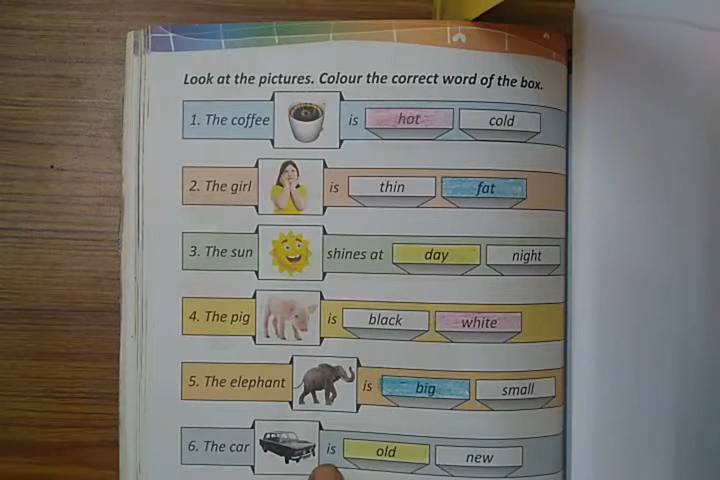 Look at the pictures. Colour the correct word of the box.
1. The coffee is hot cold
2. The girl is thin fat
3. The sun shines at day night
4. The pig is black white
5. The elephant is big small
6. The car is old new